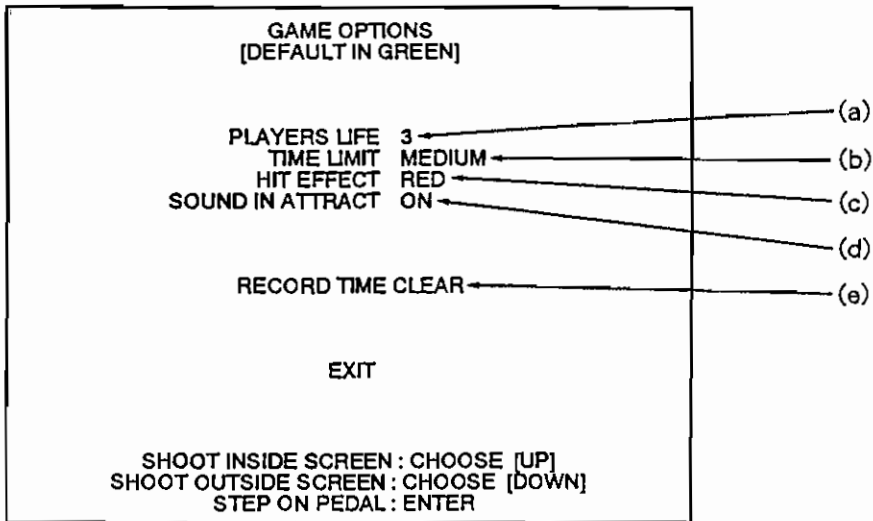 GAME OPTIONS
[DEFAULT IN GREEN]
PLAYERS LIFE 3 (a)
TIME LIMIT MEDIUM (b)
HIT EFFECT RED (c)
SOUND IN ATTRACT ON (d)
RECORD TIME CLEAR (e)
EXIT
SHOOT INSIDE SCREEN : CHOOSE [UP]
SHOOT OUTSIDE SCREEN : CHOOSE [DOWN]
STEP ON PEDAL : ENTER